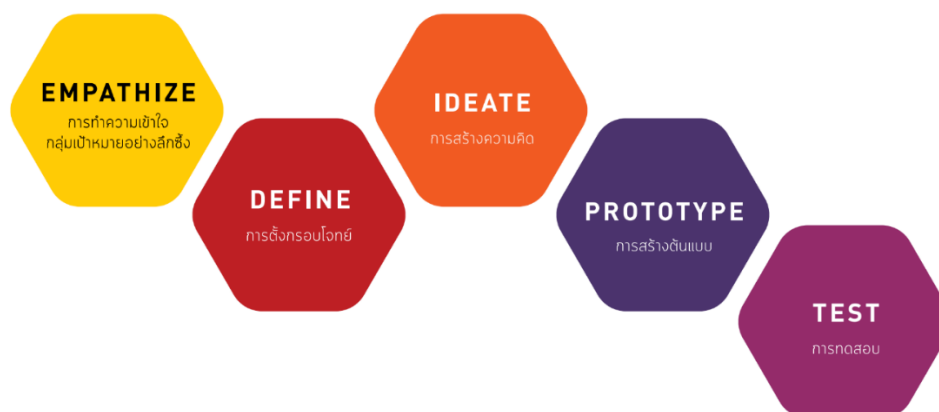 EMPATHIZE
การทำความเข้าใจ
กลุ่มเป้าหมายอย่างลึกซึ้ง
DEFINE
การตั้งกรอบโจทย์
IDEATE
การสร้างความคิด
PROTOTYPE
การสร้างต้นแบบ
TEST
การทดสอบ